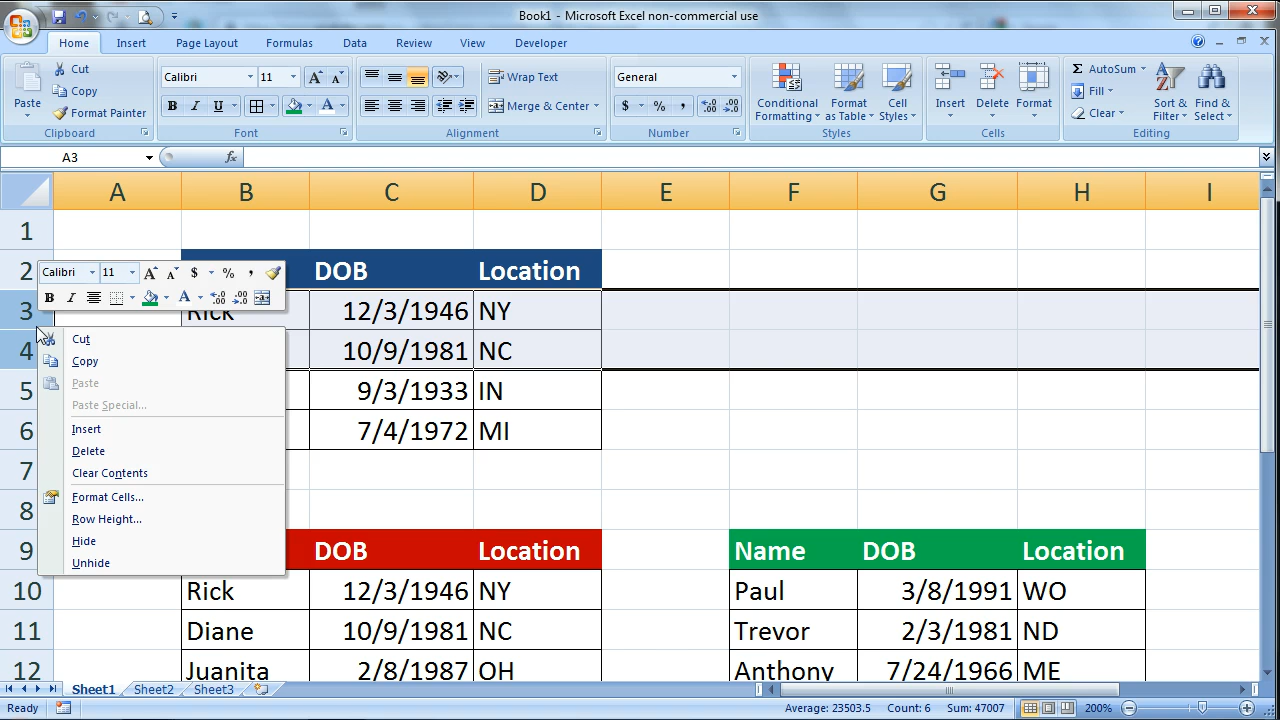 Book1 - Microsoft Excel non-commercial use
Home Insert Page Layout Formulas Data Review View Developer
Paste
Cut
Copy
Format Painter
Clipboard
Calibri 11
B I U
Font
Wrap Text
Merge & Center
Alignment
General
$ % ,
Number
Conditional Formatting
Format as Table
Cell Styles
Styles
Insert
Delete
Format
Cells
AutoSum
Fill
Clear
Sort & Filter
Find & Select
Editing
A3 fx
A B C D E F G H I
1
2 DOB Location
Calibri 11 $ % ,
B I A
3 Rick 12/3/1946 NY
4 10/9/1981 NC
5 9/3/1933 IN
6 7/4/1972 MI
7
8
Cut
Copy
Paste
Paste Special...
Insert
Delete
Clear Contents
Format Cells...
Row Height...
Hide
Unhide
9 DOB Location Name DOB Location
10 Rick 12/3/1946 NY Paul 3/8/1991 WO
11 Diane 10/9/1981 NC Trevor 2/3/1981 ND
12 Juanita 2/8/1987 OH Anthony 7/24/1966 ME
Sheet1 Sheet2 Sheet3
Ready Average: 23503.5 Count: 6 Sum: 47007 200%